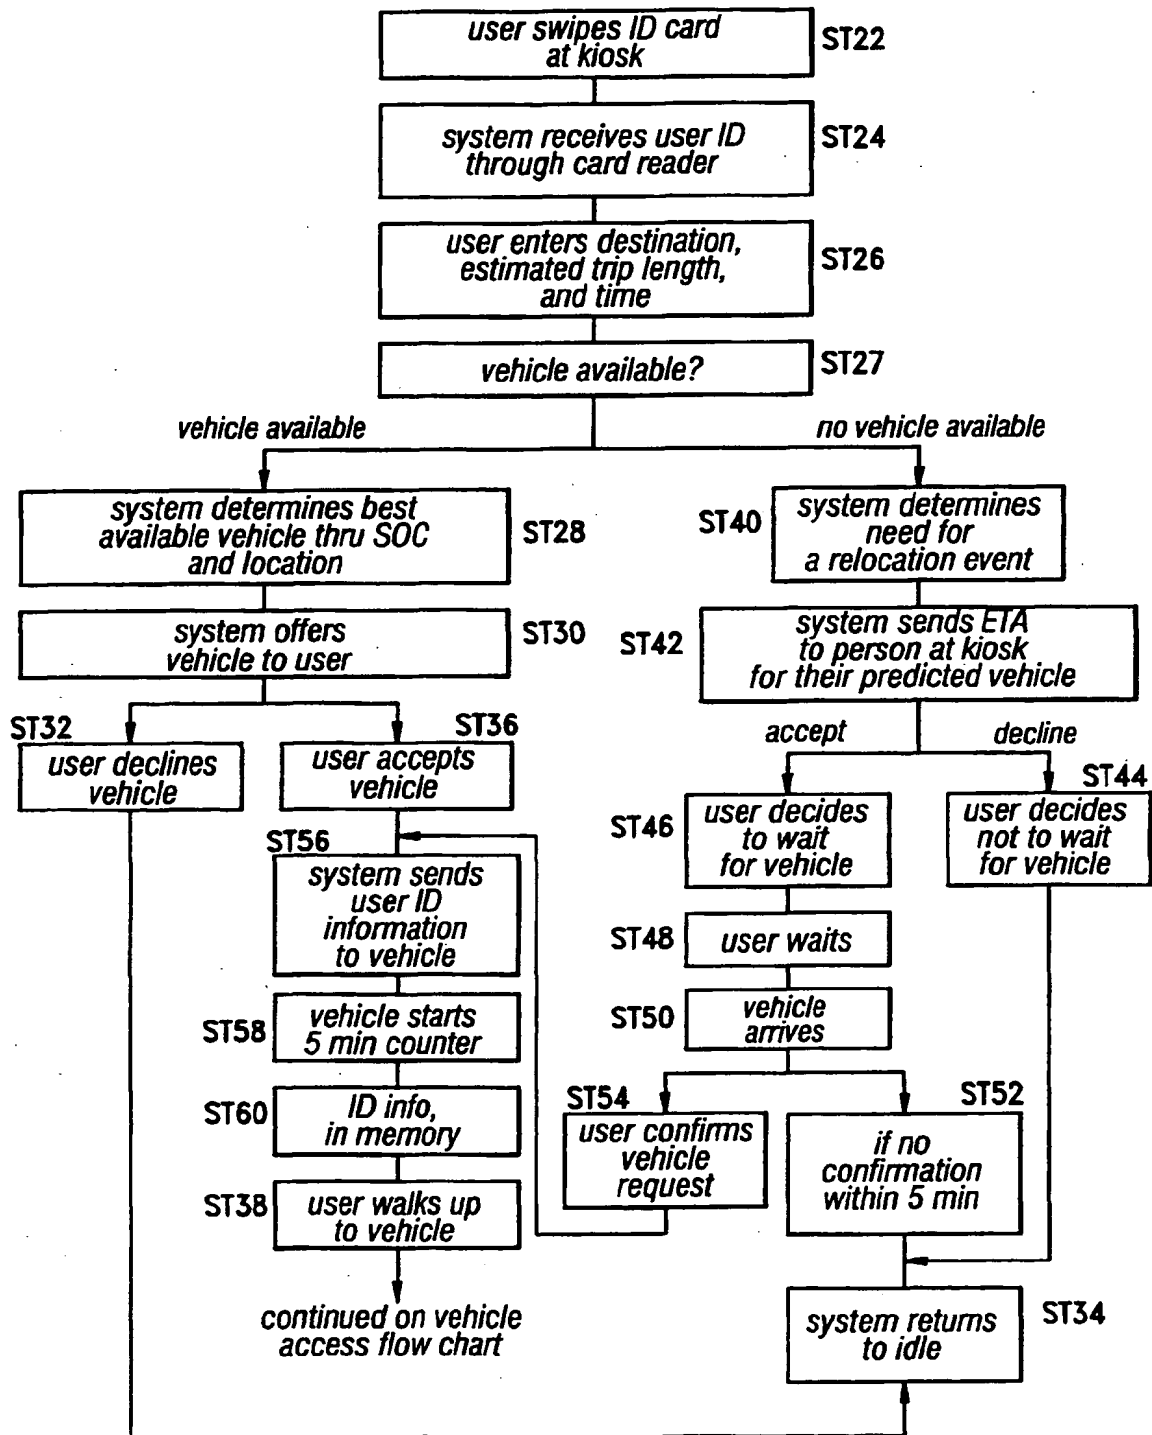 user swipes ID card
at kiosk
ST22
system receives user ID
through card reader
ST24
user enters destination,
estimated trip length,
and time
ST26
vehicle available?
ST27
vehicle available
no vehicle available
system determines best
available vehicle thru SOC
and location
ST28
ST40
system determines
need for
a relocation event
system offers
vehicle to user
ST30
ST42
system sends ETA
to person at kiosk
for their predicted vehicle
ST32
user declines
vehicle
ST36
user accepts
vehicle
accept
decline
ST46
user decides
to wait
for vehicle
ST44
user decides
not to wait
for vehicle
ST56
system sends
user ID
information
to vehicle
ST48
user waits
ST58
vehicle starts
5 min counter
ST50
vehicle
arrives
ST60
ID info,
in memory
ST54
user confirms
vehicle
request
ST52
if no
confirmation
within 5 min
ST38
user walks up
to vehicle
continued on vehicle
access flow chart
system returns
to idle
ST34